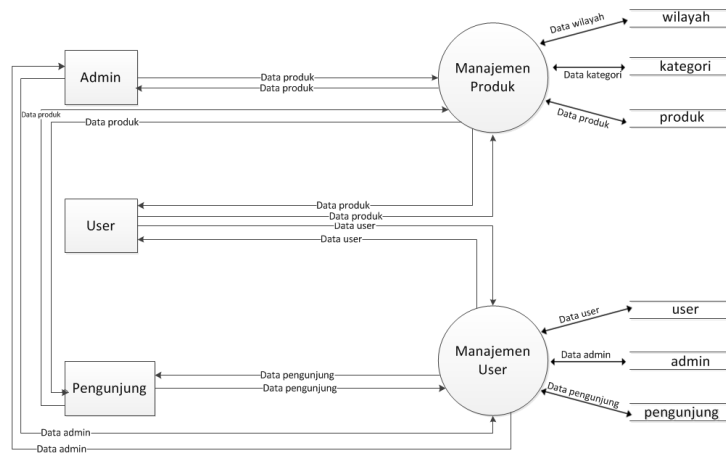 Data wilayah
wilayah
Admin
Data produk
Data produk
Manajemen
Produk
Data kategori
kategori
Data produk
produk
Data produk
Data produk
User
Data produk
Data produk
Data user
Data user
Data user
user
Manajemen
User
Data admin
admin
Pengunjung
Data pengunjung
Data pengunjung
Data pengunjung
pengunjung
Data admin
Data admin